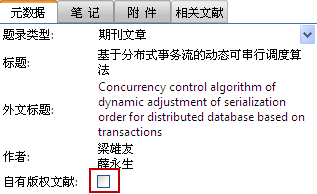 元数据 笔 记 附 件 相关文献
题录类型: 期刊文章
标题: 基于分布式事务流的动态可串行调度算
法
外文标题: Concurrency control algorithm of
dynamic adjustment of serialization
order for distributed database based on
transactions
作者: 梁雄友
薛永生
自有版权文献: